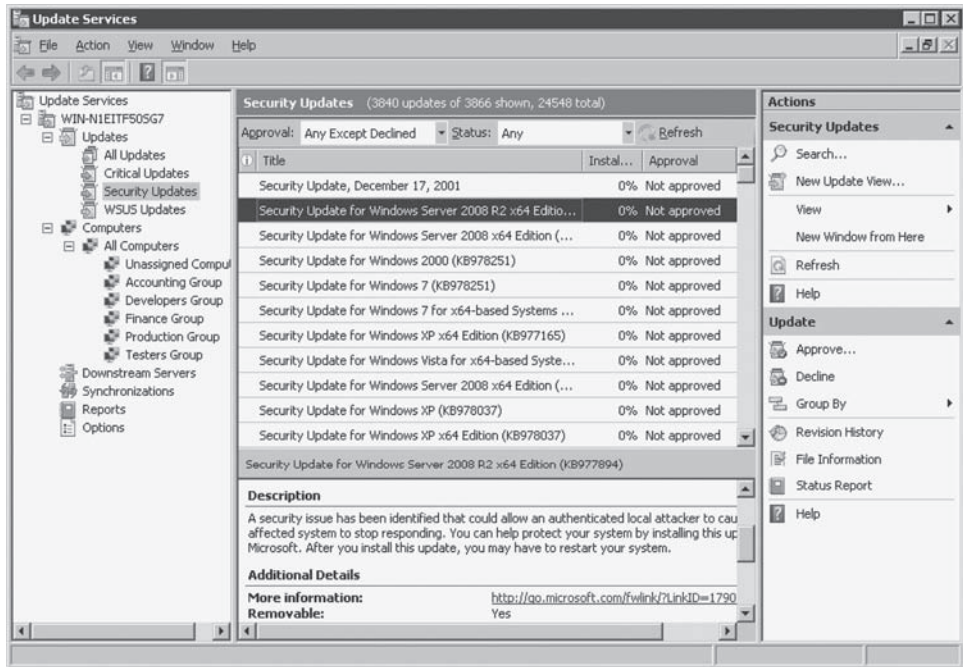 Update Services
File Action View Window Help
Update Services
WIN-N1EITF50SG7
Updates
All Updates
Critical Updates
Security Updates
WSUS Updates
Computers
All Computers
Unassigned Comput
Accounting Group
Developers Group
Finance Group
Production Group
Testers Group
Downstream Servers
Synchronizations
Reports
Options
Security Updates (3840 updates of 3866 shown, 24548 total)
Approval: Any Except Declined Status: Any Refresh
Title Instal... Approval
Security Update, December 17, 2001 0% Not approved
Security Update for Windows Server 2008 R2 x64 Editio... 0% Not approved
Security Update for Windows Server 2008 x64 Edition (... 0% Not approved
Security Update for Windows 2000 (KB978251) 0% Not approved
Security Update for Windows 7 (KB978251) 0% Not approved
Security Update for Windows 7 for x64-based Systems ... 0% Not approved
Security Update for Windows XP x64 Edition (KB977165) 0% Not approved
Security Update for Windows Vista for x64-based Syste... 0% Not approved
Security Update for Windows Server 2008 x64 Edition (... 0% Not approved
Security Update for Windows XP (KB978037) 0% Not approved
Security Update for Windows XP x64 Edition (KB978037) 0% Not approved
Security Update for Windows Server 2008 R2 x64 Edition (KB977894)
Description
A security issue has been identified that could allow an authenticated local attacker to cau
affected system to stop responding. You can help protect your system by installing this up
Microsoft. After you install this update, you may have to restart your system.
Additional Details
More information: http://go.microsoft.com/fwlink/?LinkID=1790
Removable: Yes
Actions
Security Updates
Search...
New Update View...
View
New Window from Here
Refresh
Help
Update
Approve...
Decline
Group By
Revision History
File Information
Status Report
Help